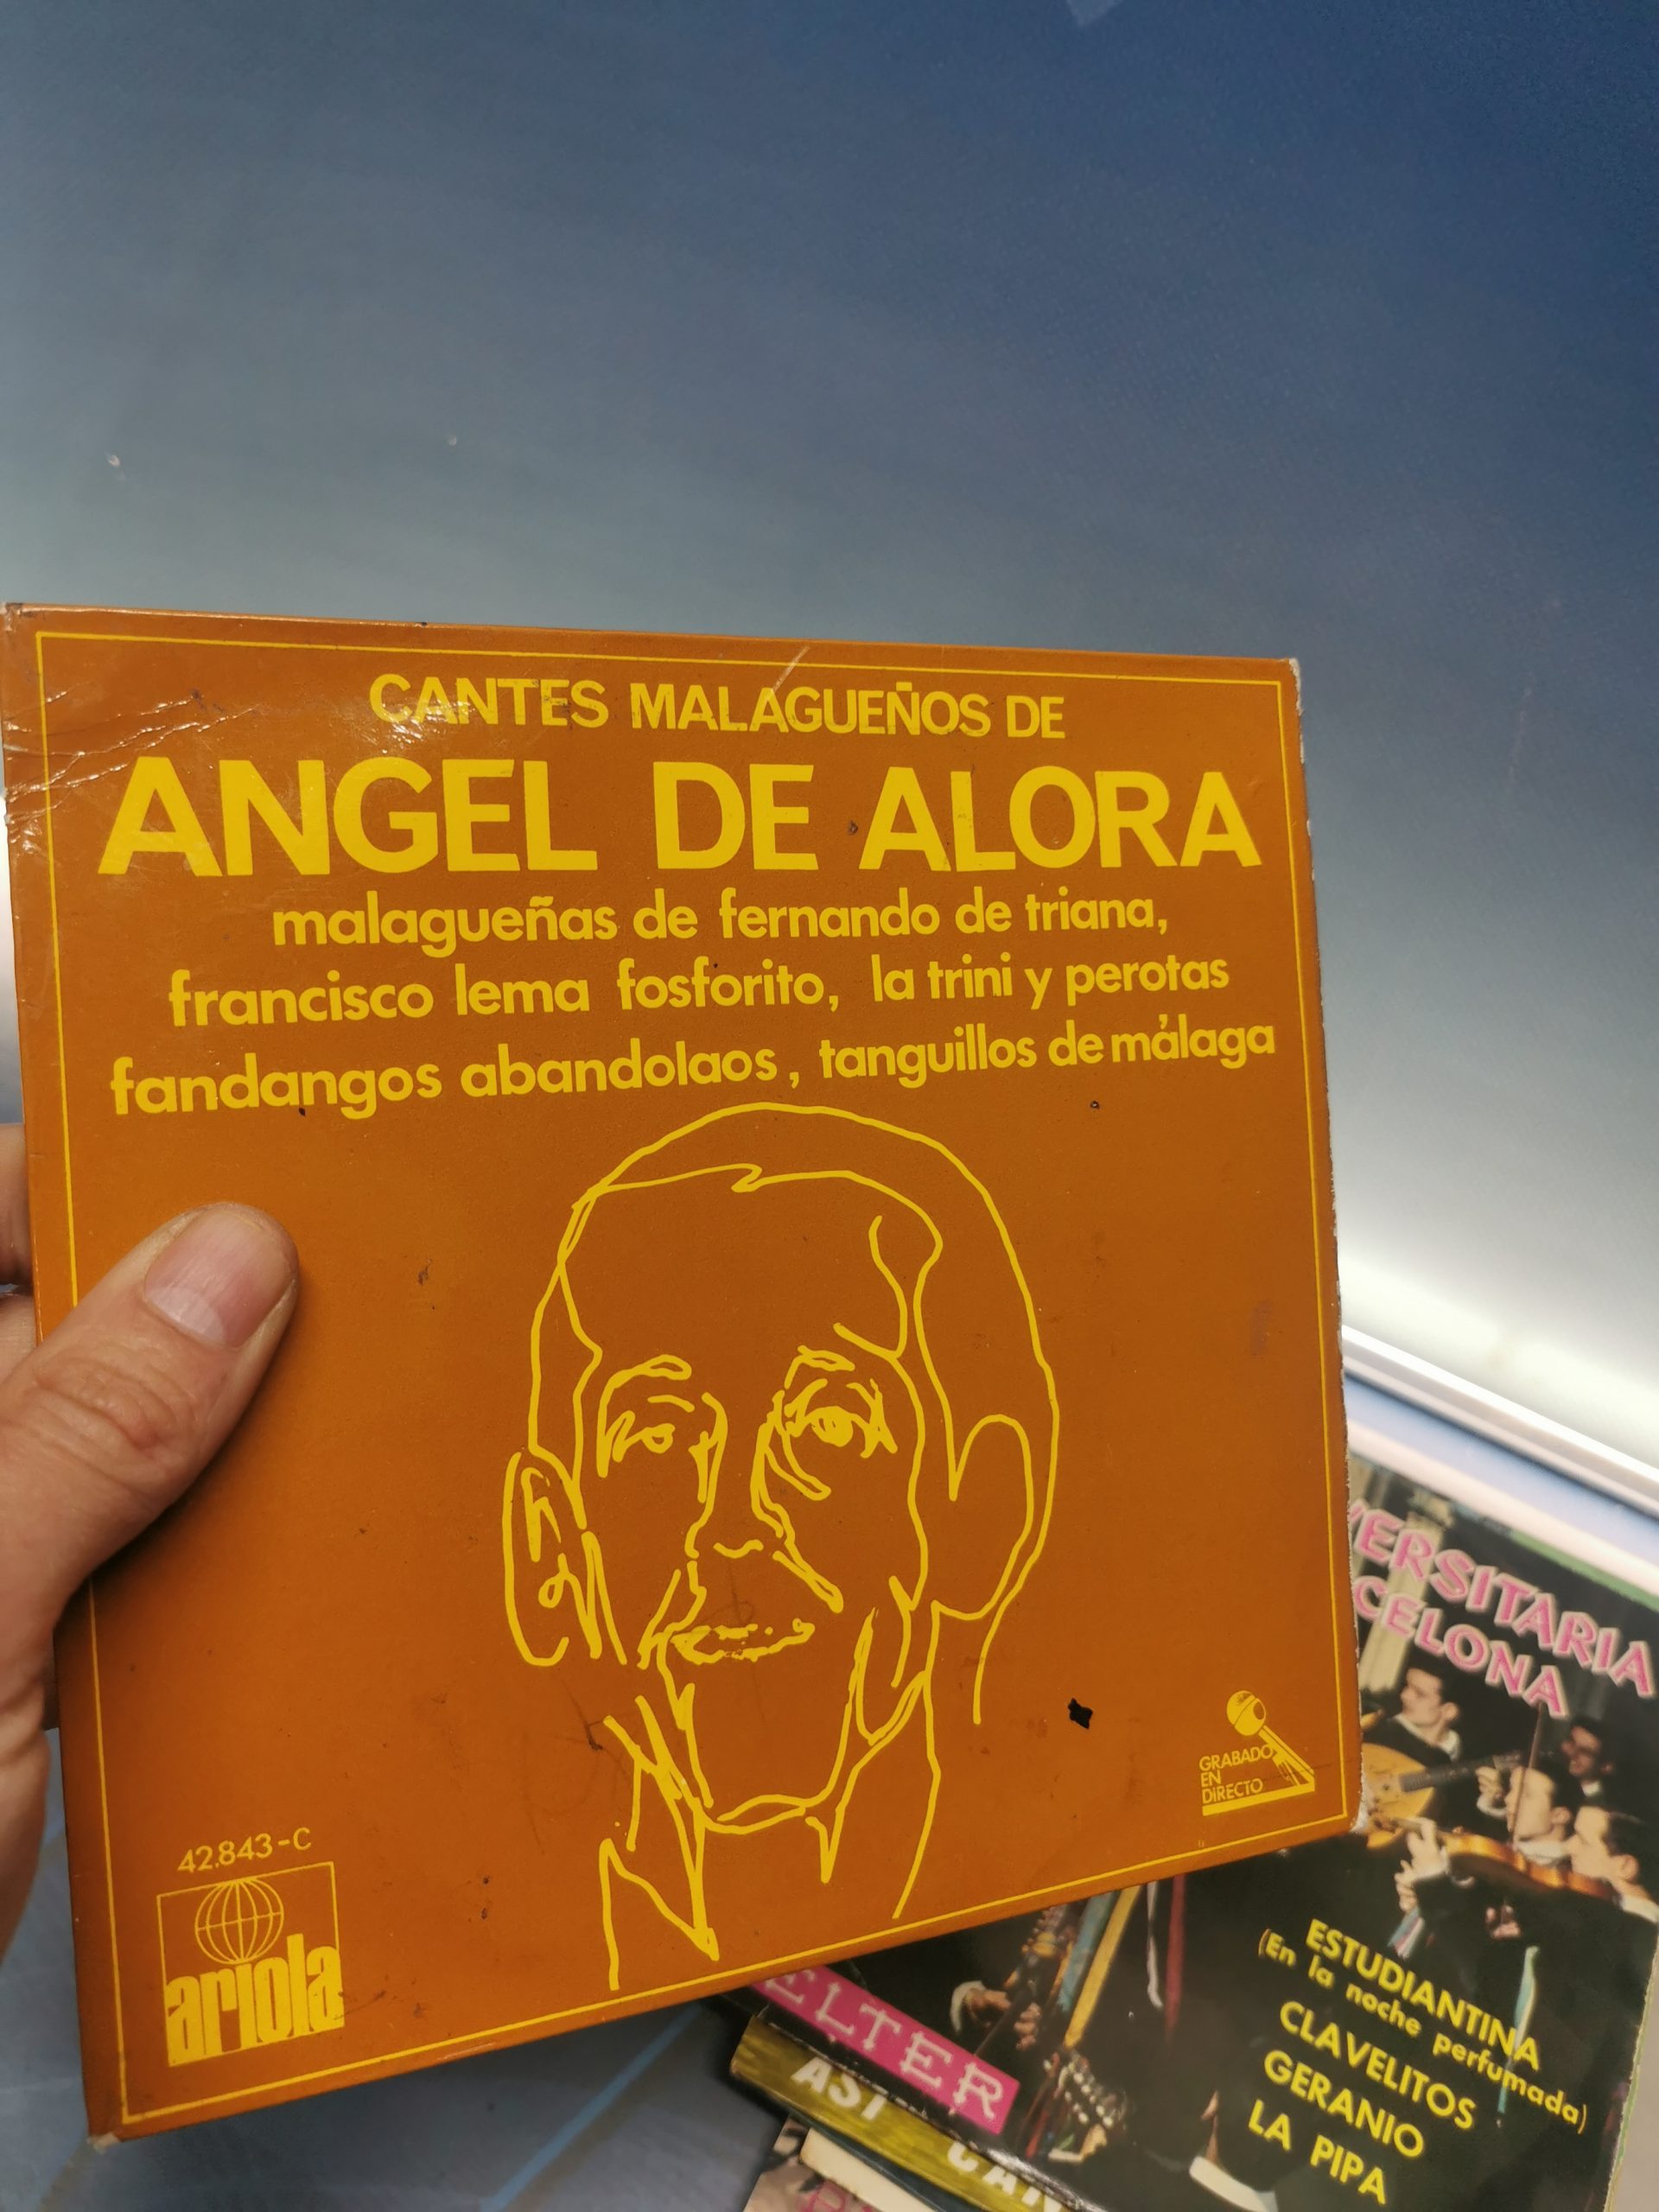 CANTES MALAGUEÑOS DE
ANGEL DE ALORA
malagueñas de fernando de triana,
francisco lema fosforito, la trini y perotas
fandangos abandolaos, tanguillos de málaga
GRABADO
EN
DIRECTO
42.843-C
ariola
VERSITARIA
CELONA
ESTUDIANTINA
(En la noche perfumada)
CLAVELITOS
GERANIO
LA PIPA
ELTER
ASI CAN